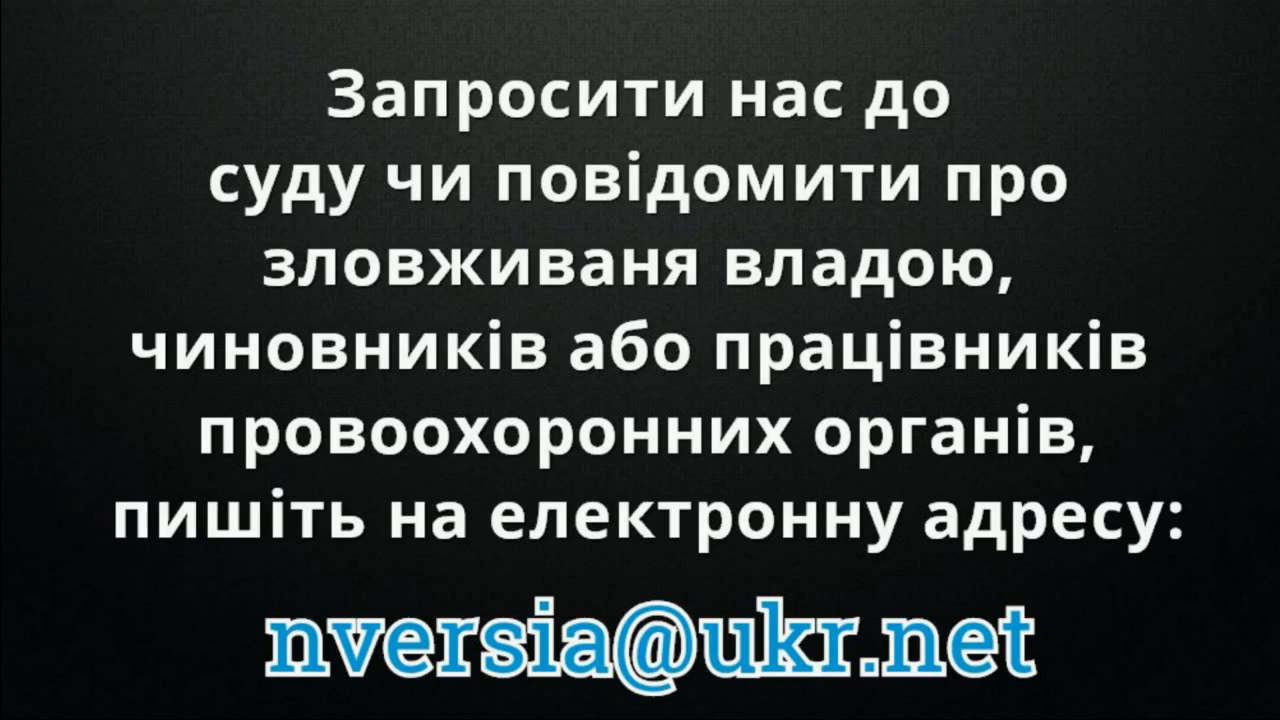 Запросити нас до
суду чи повідомити про
зловживаня владою,
чиновників або працівників
провоохоронних органів,
пишіть на електронну адресу:
nversia@ukr.net